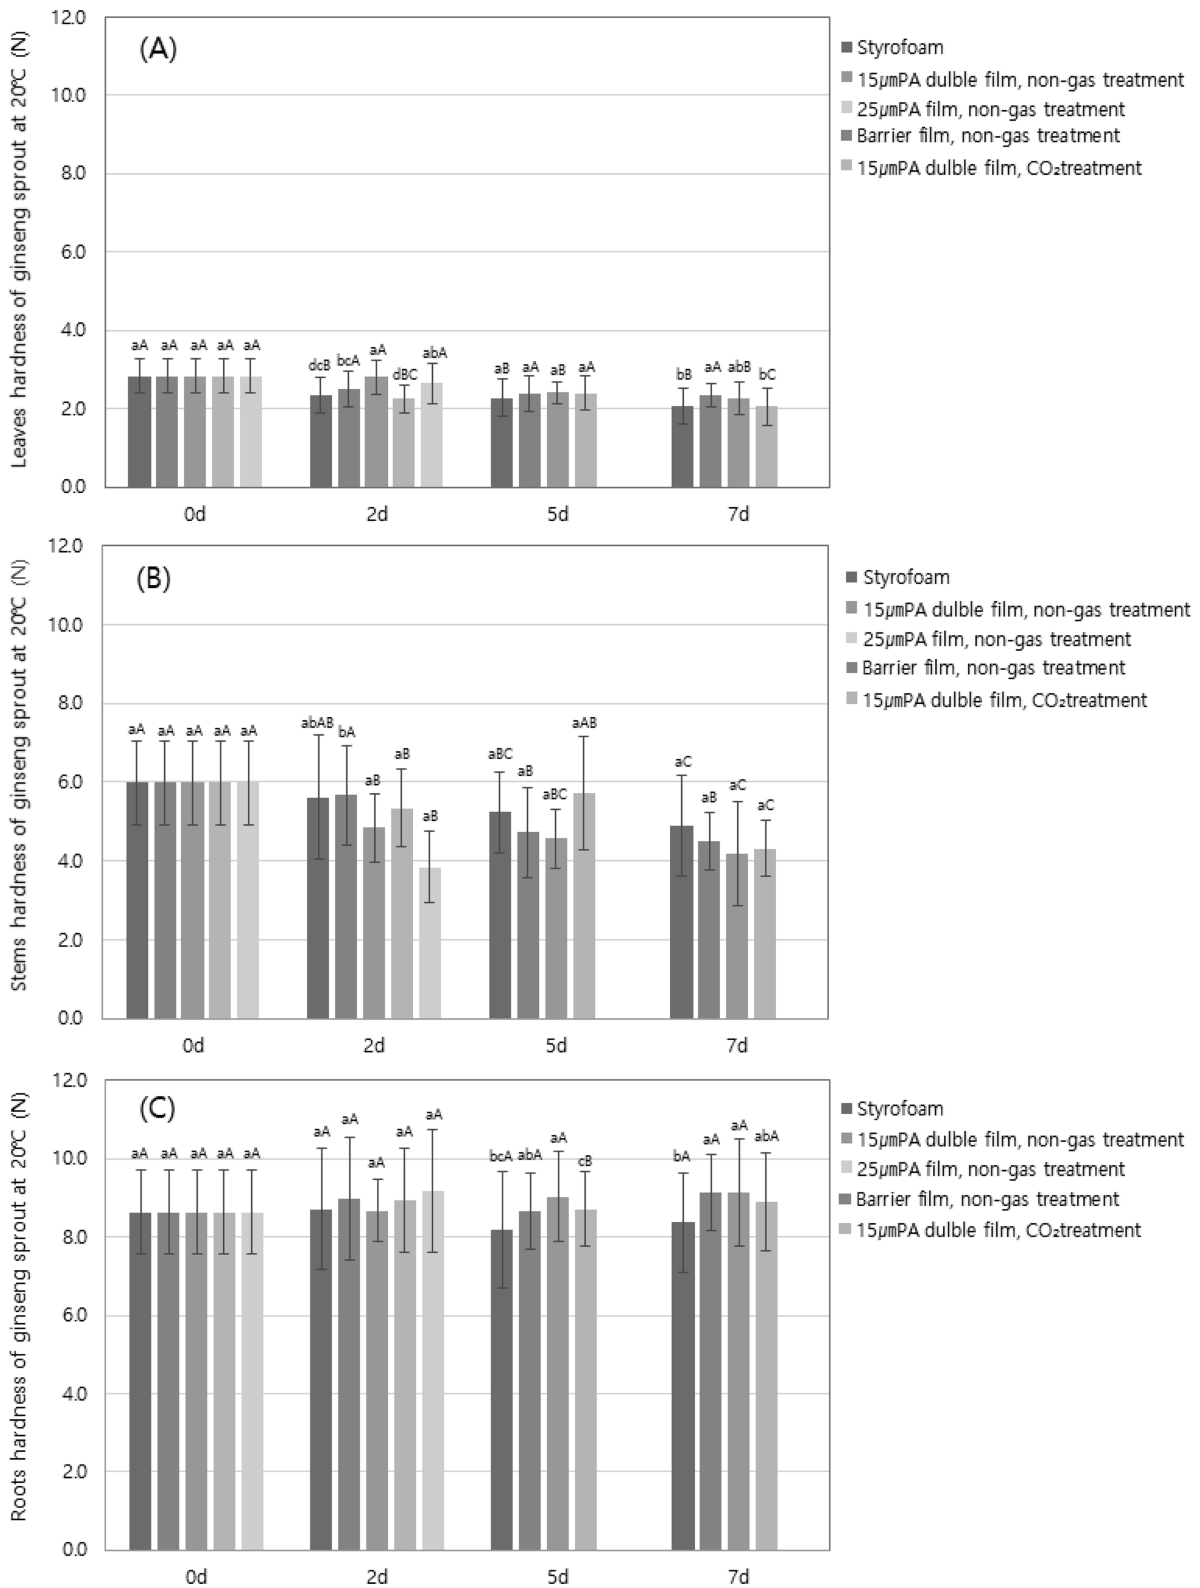 12.0
10.0
8.0
6.0
4.0
2.0
0.0
Leaves hardness of ginseng sprout at 20℃ (N)
(A)
aA aA aA aA aA
dcB bcA aA dBC abA
aB aA aB aA
bB aA abB bC
0d 2d 5d 7d
Styrofoam
15㎛PA dulble film, non-gas treatment
25㎛PA film, non-gas treatment
Barrier film, non-gas treatment
15㎛PA dulble film, CO₂treatment
12.0
10.0
8.0
6.0
4.0
2.0
0.0
Stems hardness of ginseng sprout at 20℃ (N)
(B)
aA aA aA aA aA
abAB bA aB aB aB
aBC aB aBC aAB
aC aB aC aC
0d 2d 5d 7d
Styrofoam
15㎛PA dulble film, non-gas treatment
25㎛PA film, non-gas treatment
Barrier film, non-gas treatment
15㎛PA dulble film, CO₂treatment
12.0
10.0
8.0
6.0
4.0
2.0
0.0
Roots hardness of ginseng sprout at 20℃ (N)
(C)
aA aA aA aA aA
aA aA aA aA aA
bcA abA aA cB
bA aA aA abA
0d 2d 5d 7d
Styrofoam
15㎛PA dulble film, non-gas treatment
25㎛PA film, non-gas treatment
Barrier film, non-gas treatment
15㎛PA dulble film, CO₂treatment